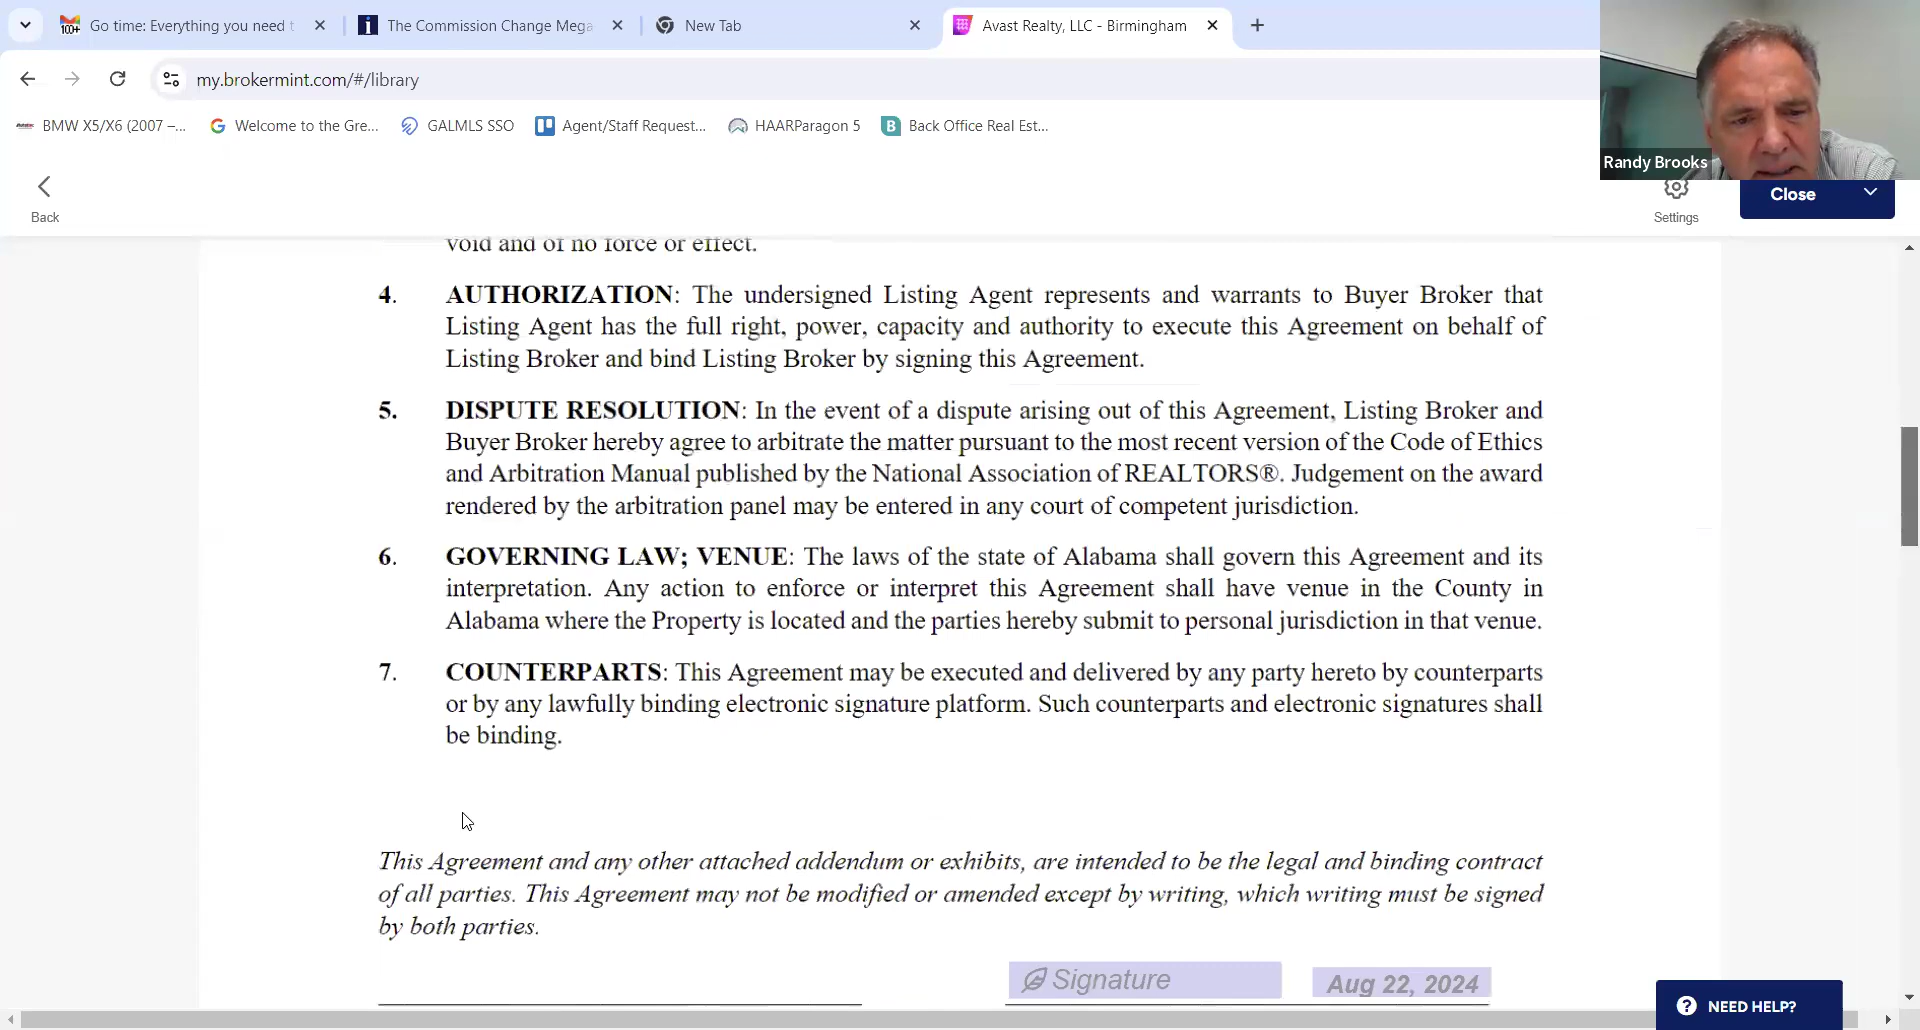 100+
Go time: Everything you need t
The Commission Change Mega
New Tab
Avast Realty, LLC - Birmingham
my.brokermint.com/#/library
BMW X5/X6 (2007 –...
Welcome to the Gre...
GALMLS SSO
Agent/Staff Request...
HAARParagon 5
Back Office Real Est...
Randy Brooks
Back
Settings
Close
void and of no force or effect.
4. AUTHORIZATION: The undersigned Listing Agent represents and warrants to Buyer Broker that
Listing Agent has the full right, power, capacity and authority to execute this Agreement on behalf of
Listing Broker and bind Listing Broker by signing this Agreement.
5. DISPUTE RESOLUTION: In the event of a dispute arising out of this Agreement, Listing Broker and
Buyer Broker hereby agree to arbitrate the matter pursuant to the most recent version of the Code of Ethics
and Arbitration Manual published by the National Association of REALTORS®. Judgement on the award
rendered by the arbitration panel may be entered in any court of competent jurisdiction.
6. GOVERNING LAW; VENUE: The laws of the state of Alabama shall govern this Agreement and its
interpretation. Any action to enforce or interpret this Agreement shall have venue in the County in
Alabama where the Property is located and the parties hereby submit to personal jurisdiction in that venue.
7. COUNTERPARTS: This Agreement may be executed and delivered by any party hereto by counterparts
or by any lawfully binding electronic signature platform. Such counterparts and electronic signatures shall
be binding.
This Agreement and any other attached addendum or exhibits, are intended to be the legal and binding contract
of all parties. This Agreement may not be modified or amended except by writing, which writing must be signed
by both parties.
Signature
Aug 22, 2024
NEED HELP?